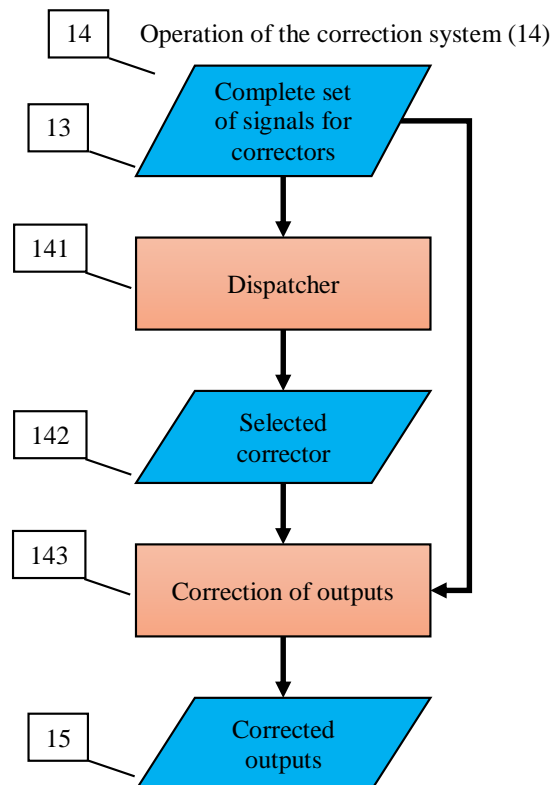 14
Operation of the correction system (14)
Complete set
of signals for
correctors
13
141
Dispatcher
142
Selected
corrector
143
Correction of outputs
15
Corrected
outputs